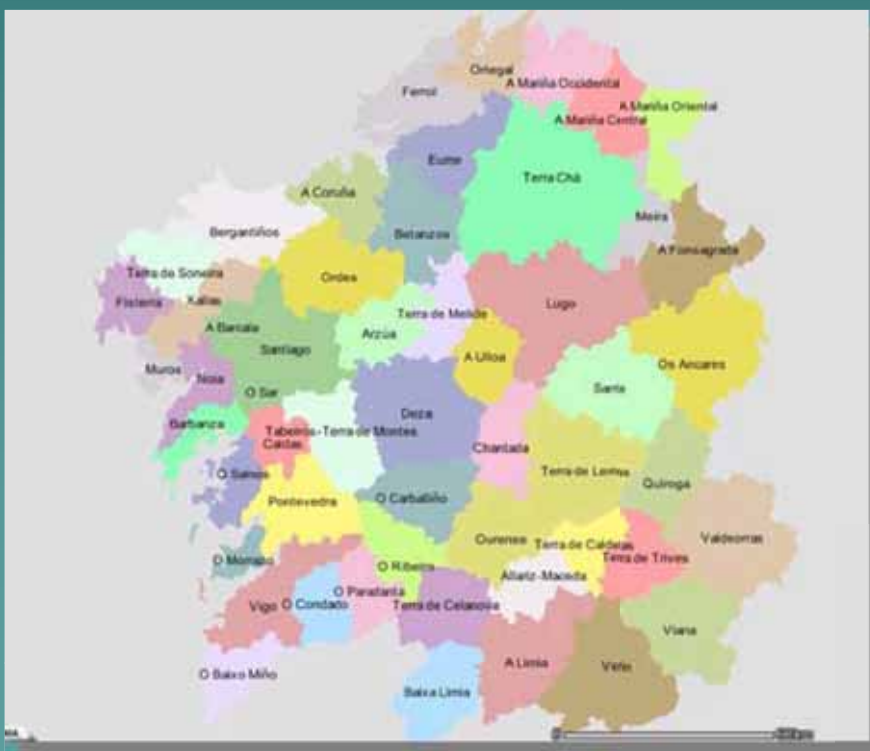 Ortegal
A Mariña Occidental
Ferrol
A Mariña Oriental
A Mariña Central
Eume
Terra Chá
A Coruña
Meira
Bergantiños
Betanzos
A Fonsagrada
Terra de Soneira
Ordes
Fisterra
Xallas
Lugo
Terra de Melide
A Barcala
Arzúa
Santiago
A Ulloa
Os Ancares
Muros
Noia
Sarria
O Sar
Deza
Barbanza
Tabeirós-Terra de Montes
Caldas
Chantada
O Salnés
Terra de Lemos
Quiroga
Pontevedra
O Carballiño
Ourense
Terra de Caldelas
Valdeorras
O Morrazo
Terra de Trives
O Ribeiro
Allariz-Maceda
O Paradanta
Vigo
O Condado
Terra de Celanova
Viana
A Limia
Verín
O Baixo Miño
Baixa Limia